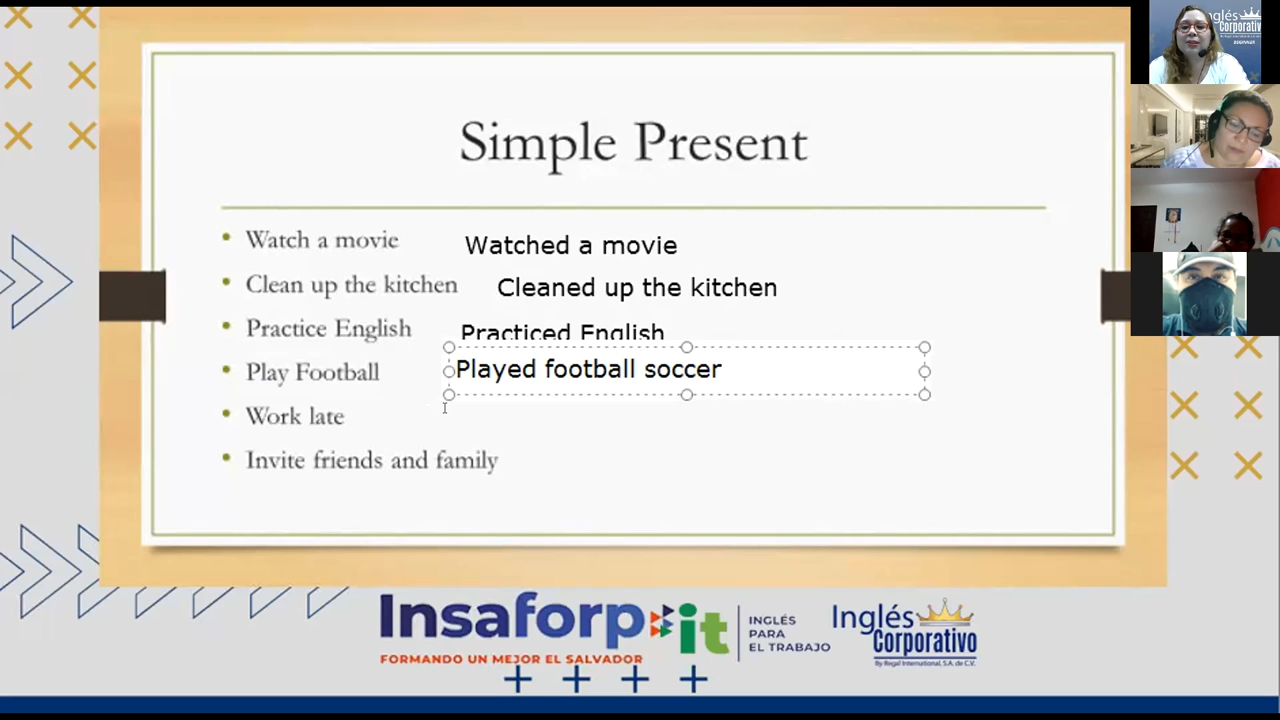 Simple Present
• Watch a movie Watched a movie
• Clean up the kitchen Cleaned up the kitchen
• Practice English Practiced English
• Play Football Played football soccer
• Work late
• Invite friends and family
Insaforp it
FORMANDO UN MEJOR EL SALVADOR
INGLÉS
PARA
EL TRABAJO
Inglés
Corporativo
By Regal International, S.A. de C.V.
Inglés
Corporativo